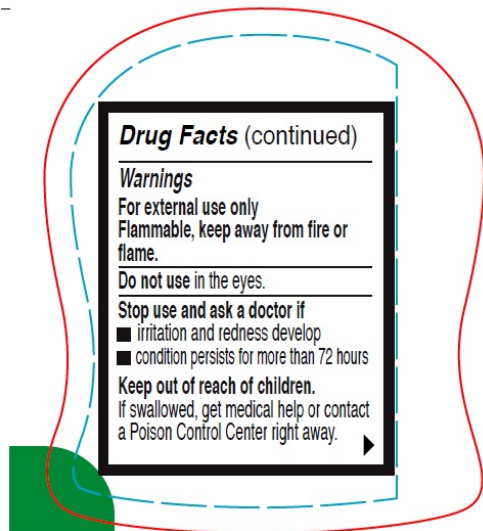 Drug Facts (continued)
Warnings
For external use only
Flammable, keep away from fire or
flame.
Do not use in the eyes.
Stop use and ask a doctor if
■ irritation and redness develop
■ condition persists for more than 72 hours
Keep out of reach of children.
If swallowed, get medical help or contact
a Poison Control Center right away.